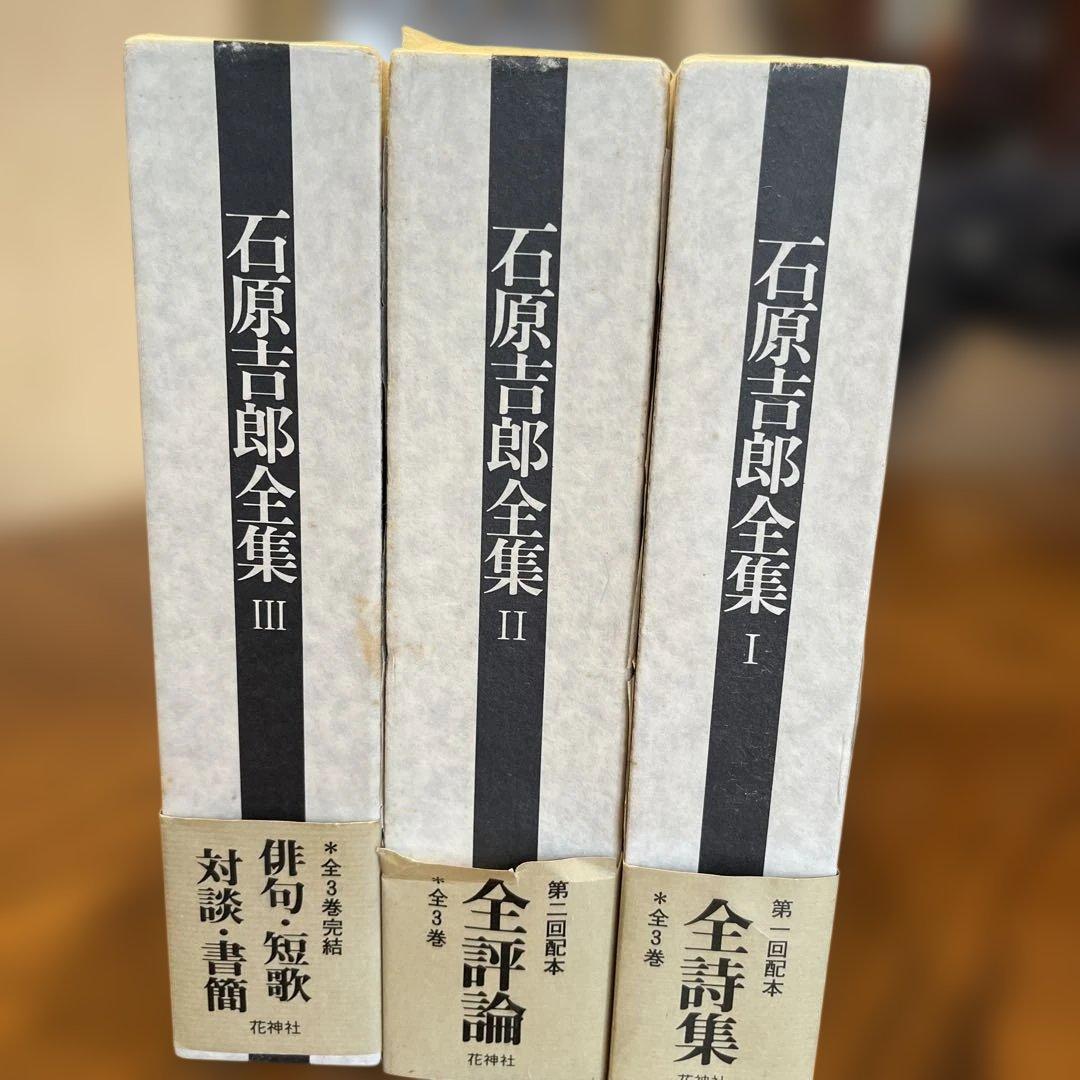 石原吉郎全集 III
*全3巻完結
俳句・短歌
対談・書簡
花神社
石原吉郎全集 II
第二回配本
全評論
*全3巻
花神社
石原吉郎全集 I
第一回配本
全詩集
*全3巻
花神社